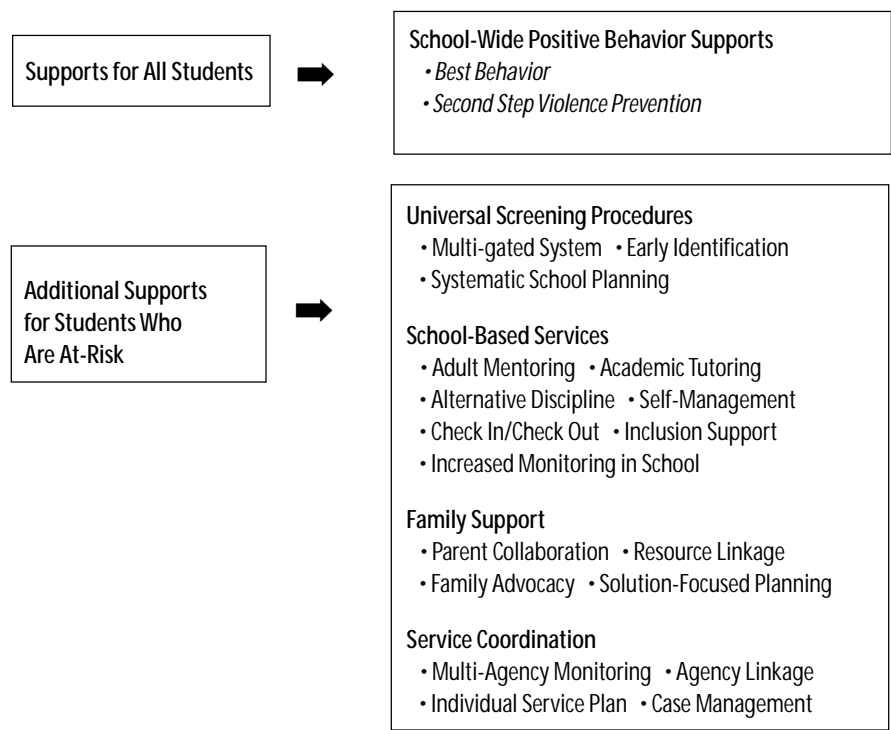 Supports for All Students
School-Wide Positive Behavior Supports
• Best Behavior
• Second Step Violence Prevention
Additional Supports
for Students Who
Are At-Risk
Universal Screening Procedures
• Multi-gated System • Early Identification
• Systematic School Planning
School-Based Services
• Adult Mentoring • Academic Tutoring
• Alternative Discipline • Self-Management
• Check In/Check Out • Inclusion Support
• Increased Monitoring in School
Family Support
• Parent Collaboration • Resource Linkage
• Family Advocacy • Solution-Focused Planning
Service Coordination
• Multi-Agency Monitoring • Agency Linkage
• Individual Service Plan • Case Management